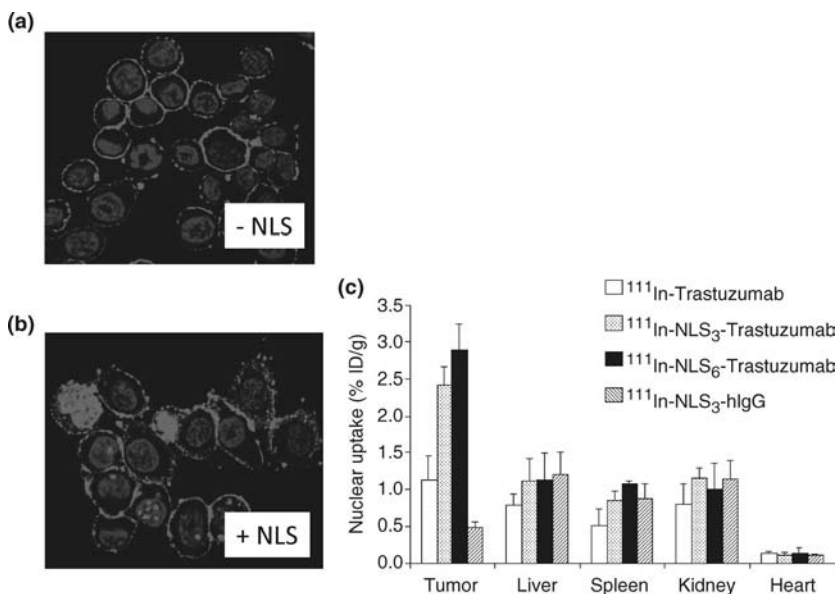 (a)
- NLS
(b)
+ NLS
(c)
¹¹¹In-Trastuzumab
¹¹¹In-NLS₃-Trastuzumab
¹¹¹In-NLS₆-Trastuzumab
¹¹¹In-NLS₃-hIgG
Nuclear uptake (% ID/g)
3.5
3.0
2.5
2.0
1.5
1.0
0.5
0.0
Tumor Liver Spleen Kidney Heart